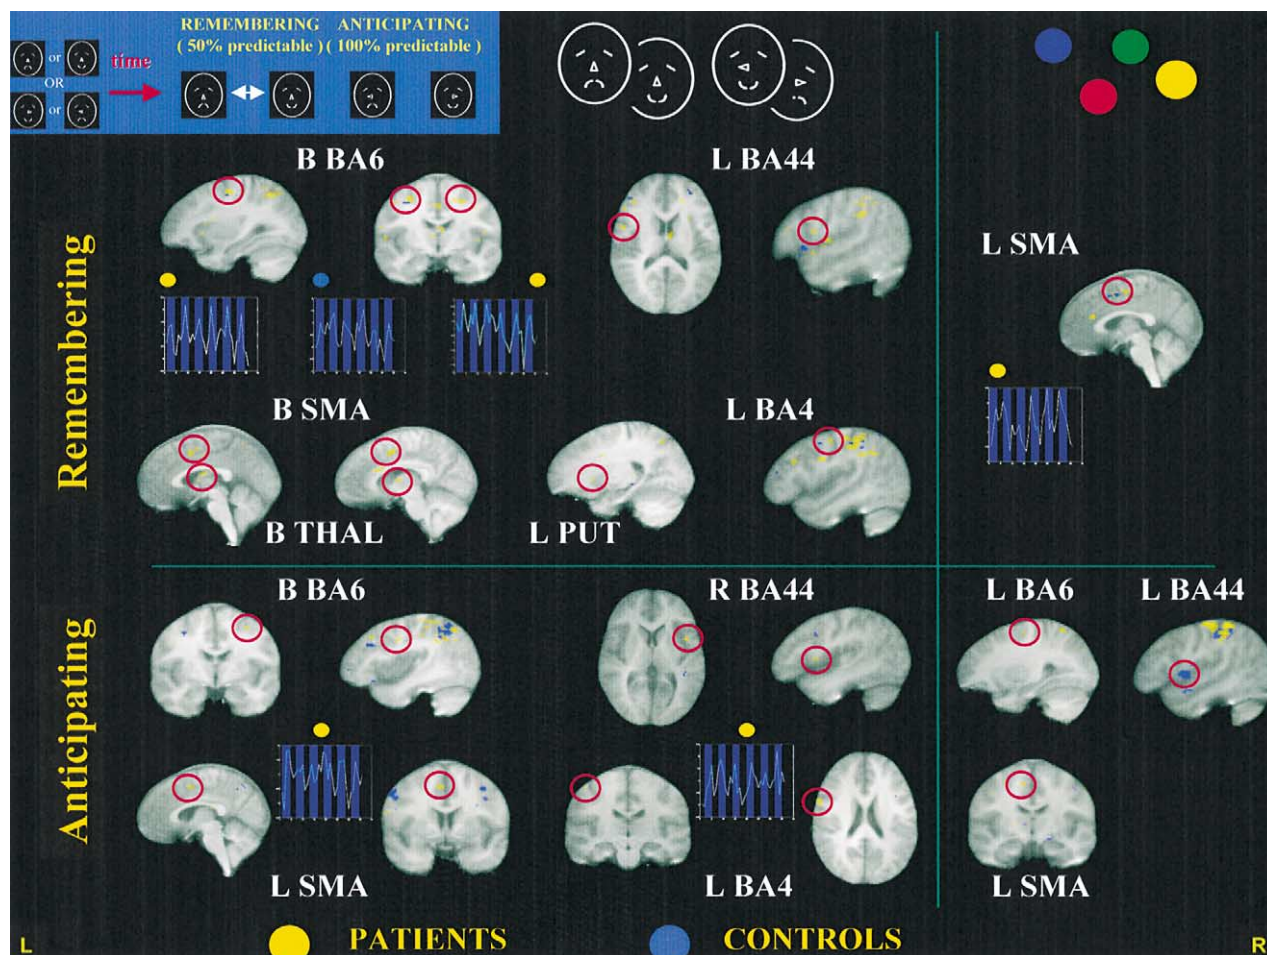 REMEMBERING ANTICIPATING
( 50% predictable ) ( 100% predictable )
or
OR
or
time
B BA6
L BA44
L SMA
Remembering
B SMA
L BA4
B THAL
L PUT
B BA6
R BA44
L BA6
L BA44
Anticipating
L SMA
L BA4
L SMA
L
PATIENTS
CONTROLS
R